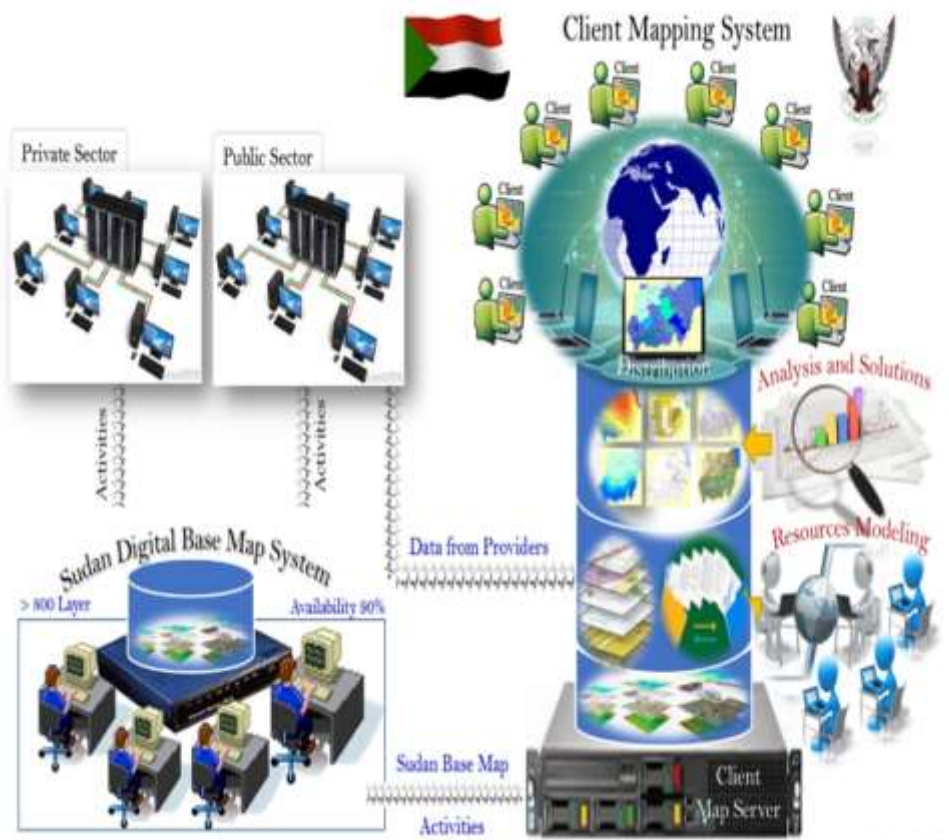 Client Mapping System
Client
Client
Client
Client
Client
Client
Client
Client
Private Sector
Public Sector
Distribution
Analysis and Solutions
Activities
Activities
Resources Modeling
Data from Providers
Sudan Digital Base Map System
> 800 Layer
Availability 90%
Sudan Base Map
Activities
Client
Map Server